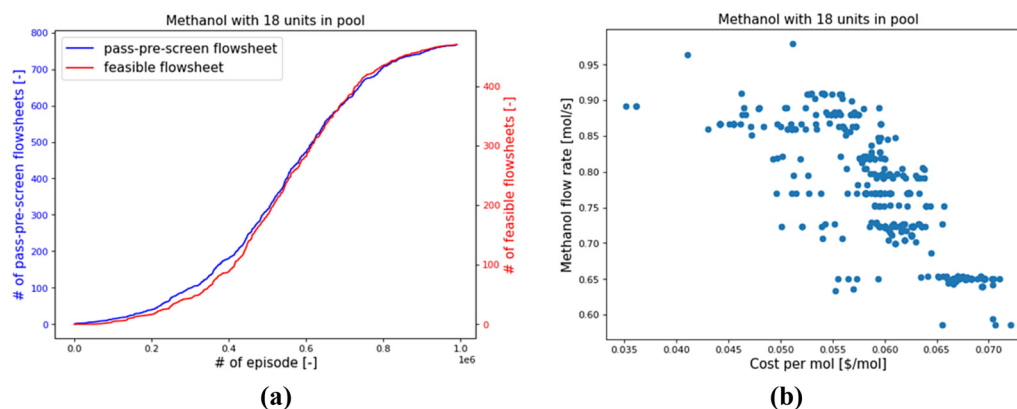 Methanol with 18 units in pool
pass-pre-screen flowsheet
feasible flowsheet
# of pass-pre-screen flowsheets [-]
800
700
600
500
400
300
200
100
0
# of feasible flowsheets [-]
400
300
200
100
0
0.0 0.2 0.4 0.6 0.8 1.0
1e6
# of episode [-]
(a)
Methanol with 18 units in pool
Methanol flow rate [mol/s]
0.95
0.90
0.85
0.80
0.75
0.70
0.65
0.60
0.035 0.040 0.045 0.050 0.055 0.060 0.065 0.070
Cost per mol [$/mol]
(b)